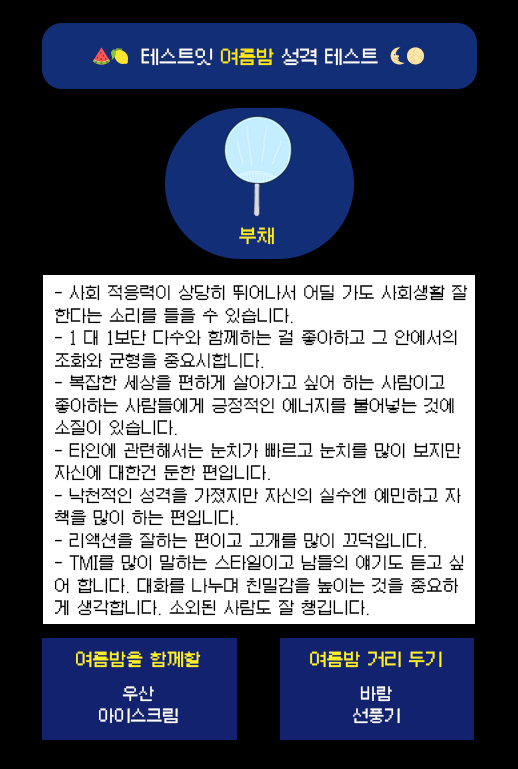 테스트잇 여름밤 성격 테스트
부채
- 사회 적응력이 상당히 뛰어나서 어딜 가도 사회생활 잘
한다는 소리를 들을 수 있습니다.
- 1 대 1보단 다수와 함께하는 걸 좋아하고 그 안에서의
조화와 균형을 중요시합니다.
- 복잡한 세상을 편하게 살아가고 싶어 하는 사람이고
좋아하는 사람들에게 긍정적인 에너지를 불어넣는 것에
소질이 있습니다.
- 타인에 관련해서는 눈치가 빠르고 눈치를 많이 보지만
자신에 대한건 둔한 편입니다.
- 낙천적인 성격을 가졌지만 자신의 실수엔 예민하고 자
책을 많이 하는 편입니다.
- 리액션을 잘하는 편이고 고개를 많이 끄덕입니다.
- TMI를 많이 말하는 스타일이고 남들의 얘기도 듣고 싶
어 합니다. 대화를 나누며 친밀감을 높이는 것을 중요하
게 생각합니다. 소외된 사람도 잘 챙깁니다.
여름밤을 함께할
우산
아이스크림
여름밤 거리 두기
바람
선풍기